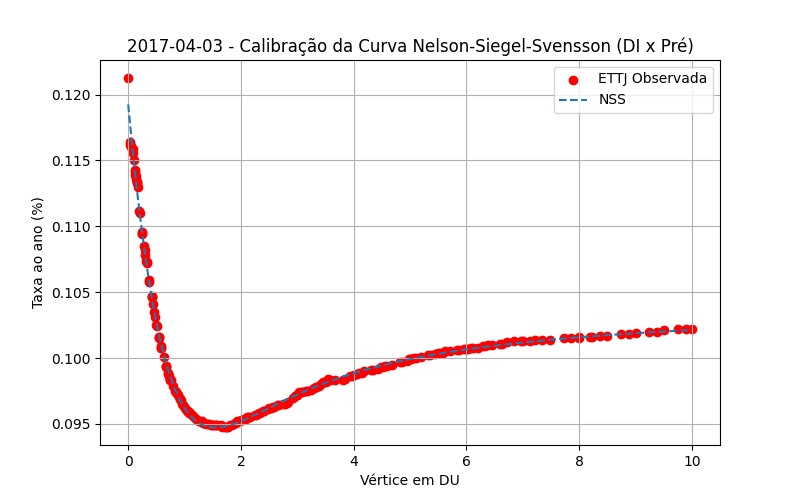 2017-04-03 - Calibração da Curva Nelson-Siegel-Svensson (DI x Pré)
ETTJ Observada
NSS
0.120
0.115
0.110
0.105
0.100
0.095
Taxa ao ano (%)
0 2 4 6 8 10
Vértice em DU